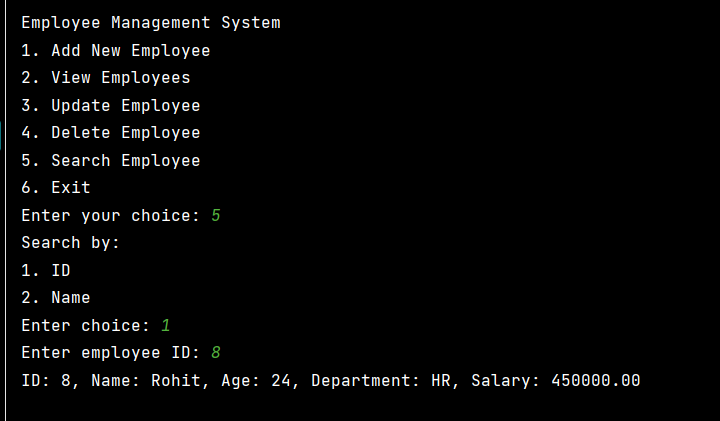 Employee Management System
1. Add New Employee
2. View Employees
3. Update Employee
4. Delete Employee
5. Search Employee
6. Exit
Enter your choice: 5
Search by:
1. ID
2. Name
Enter choice: 1
Enter employee ID: 8
ID: 8, Name: Rohit, Age: 24, Department: HR, Salary: 450000.00